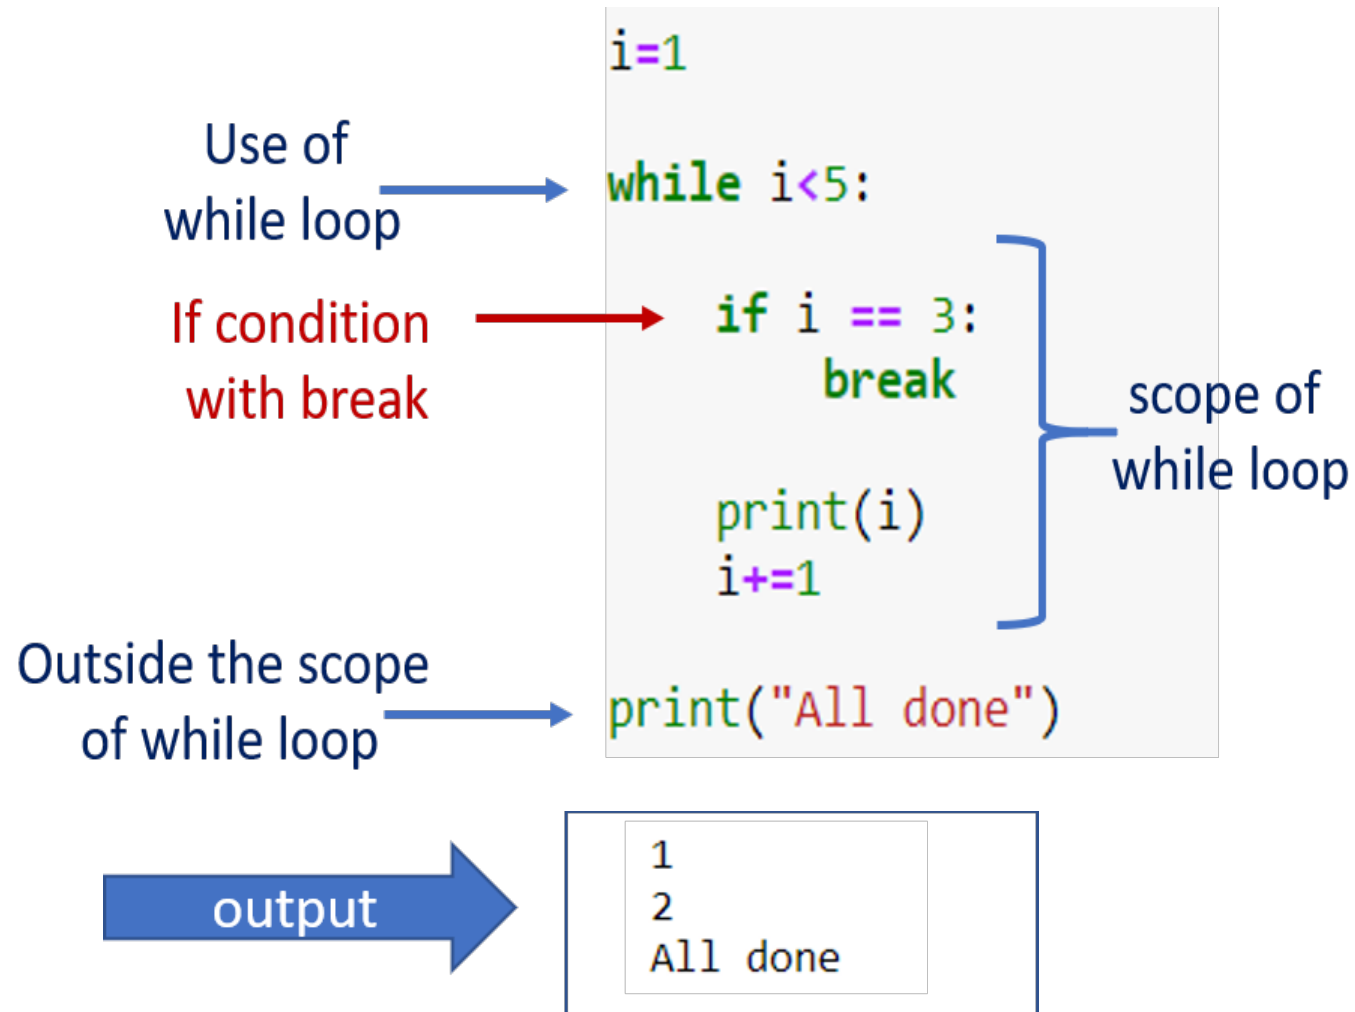 i=1
Use of
while loop
while i<5:
If condition
with break
if i == 3:
break
scope of
while loop
print(i)
i+=1
Outside the scope
of while loop
print("All done")
output
1
2
All done